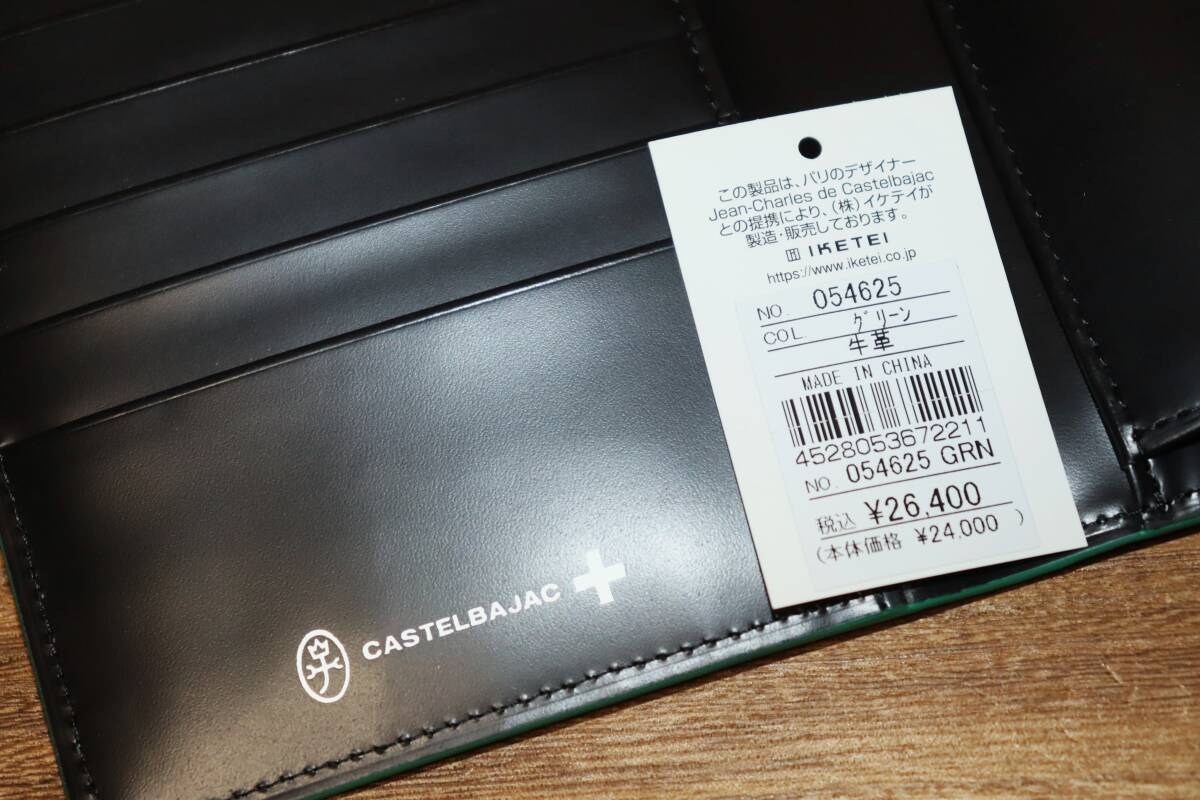 この製品は、パリのデザイナー
Jean-Charles de Castelbajac
との提携により、(株)イケテイが
製造・販売しております。
IKETEI
https://www.iketei.co.jp
NO. 054625
COL グリーン
牛革
MADE IN CHINA
4528053672211
NO. 054625 GRN
税込 ¥26,400
(本体価格 ¥24,000 )
CASTELBAJAC